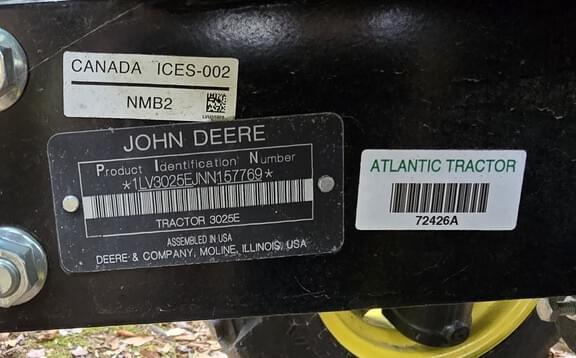 CANADA ICES-002
NMB2
JOHN DEERE
Product Identification Number
*1LV3025EJNN157769*
TRACTOR 3025E
ASSEMBLED IN USA
DEERE & COMPANY, MOLINE, ILLINOIS, USA
ATLANTIC TRACTOR
72426A